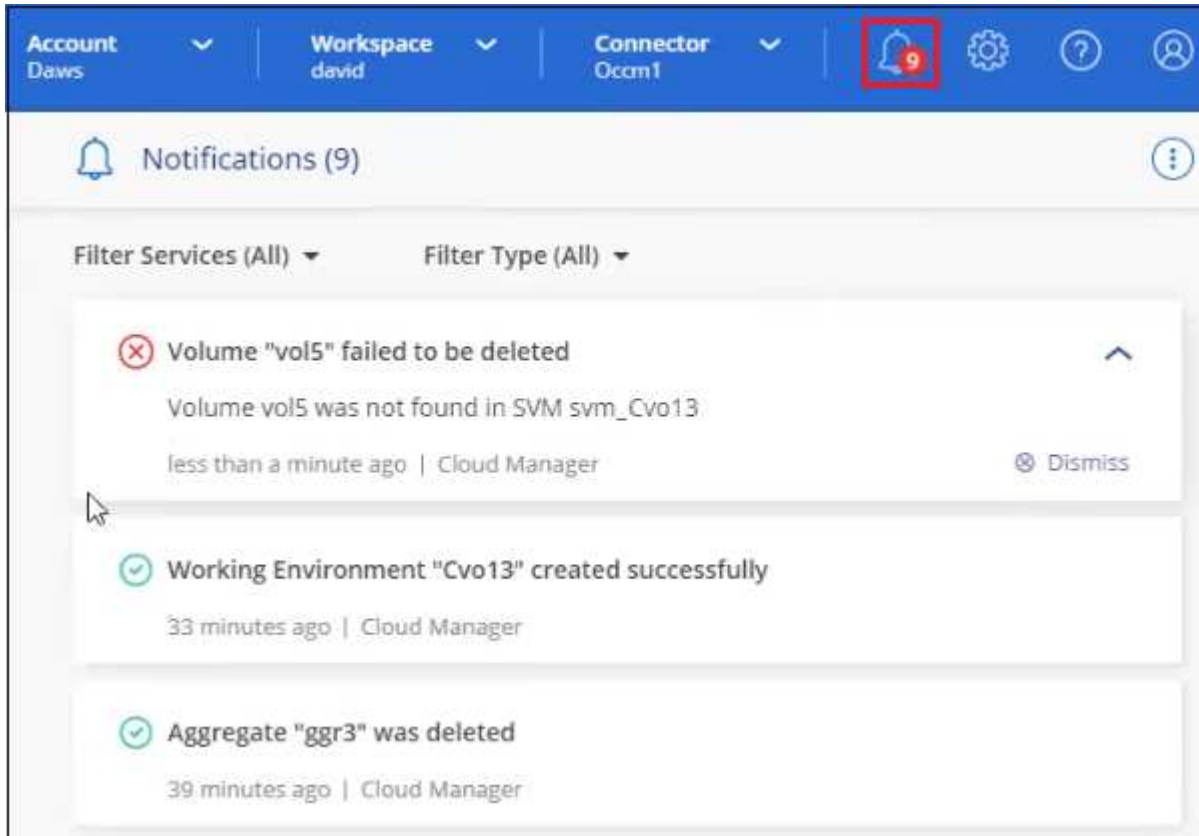 Account Workspace Connector
Daws david Occm1
9
?
Notifications (9)
Filter Services (All) Filter Type (All)
Volume "vol5" failed to be deleted
Volume vol5 was not found in SVM svm_Cvo13
less than a minute ago | Cloud Manager Dismiss
Working Environment "Cvo13" created successfully
33 minutes ago | Cloud Manager
Aggregate "ggr3" was deleted
39 minutes ago | Cloud Manager